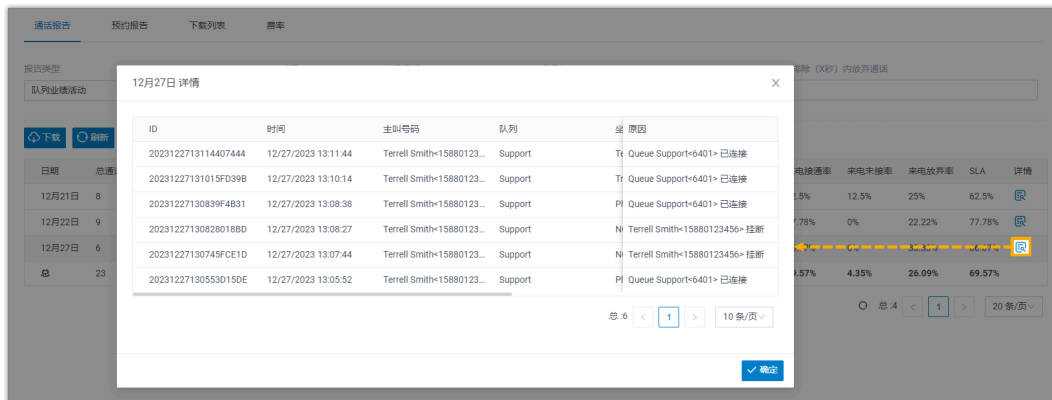 通话报告 预约报告 下载列表 费率
报告类型 排除（X秒）内放弃通话
队列业绩活动
12月27日 详情
下载 刷新
ID 时间 主叫号码 队列 原因
2023122713114407444 12/27/2023 13:11:44 Terrell Smith<15880123... Support Te Queue Support<6401> 已连接
20231227131015FD39B 12/27/2023 13:10:14 Terrell Smith<15880123... Support Tr Queue Support<6401> 已连接
20231227130839F4B31 12/27/2023 13:08:38 Terrell Smith<15880123... Support Queue Support<6401> 已连接
20231227130828018BD 12/27/2023 13:08:27 Terrell Smith<15880123... Support Terrell Smith<15880123456> 挂断
20231227130745FCE1D 12/27/2023 13:07:44 Terrell Smith<15880123... Support Terrell Smith<15880123456> 挂断
20231227130553D15DE 12/27/2023 13:05:52 Terrell Smith<15880123... Support Queue Support<6401> 已连接
日期 总通 电接通率 来电未接率 来电放弃率 SLA 详情
12月21日 8 2.5% 12.5% 25% 62.5%
12月22日 9 7.78% 0% 22.22% 77.78%
12月27日 6
总 23 9.57% 4.35% 26.09% 69.57%
总 :6 < 1 > 10 条/页
总 :4 < 1 > 20 条/页
确定